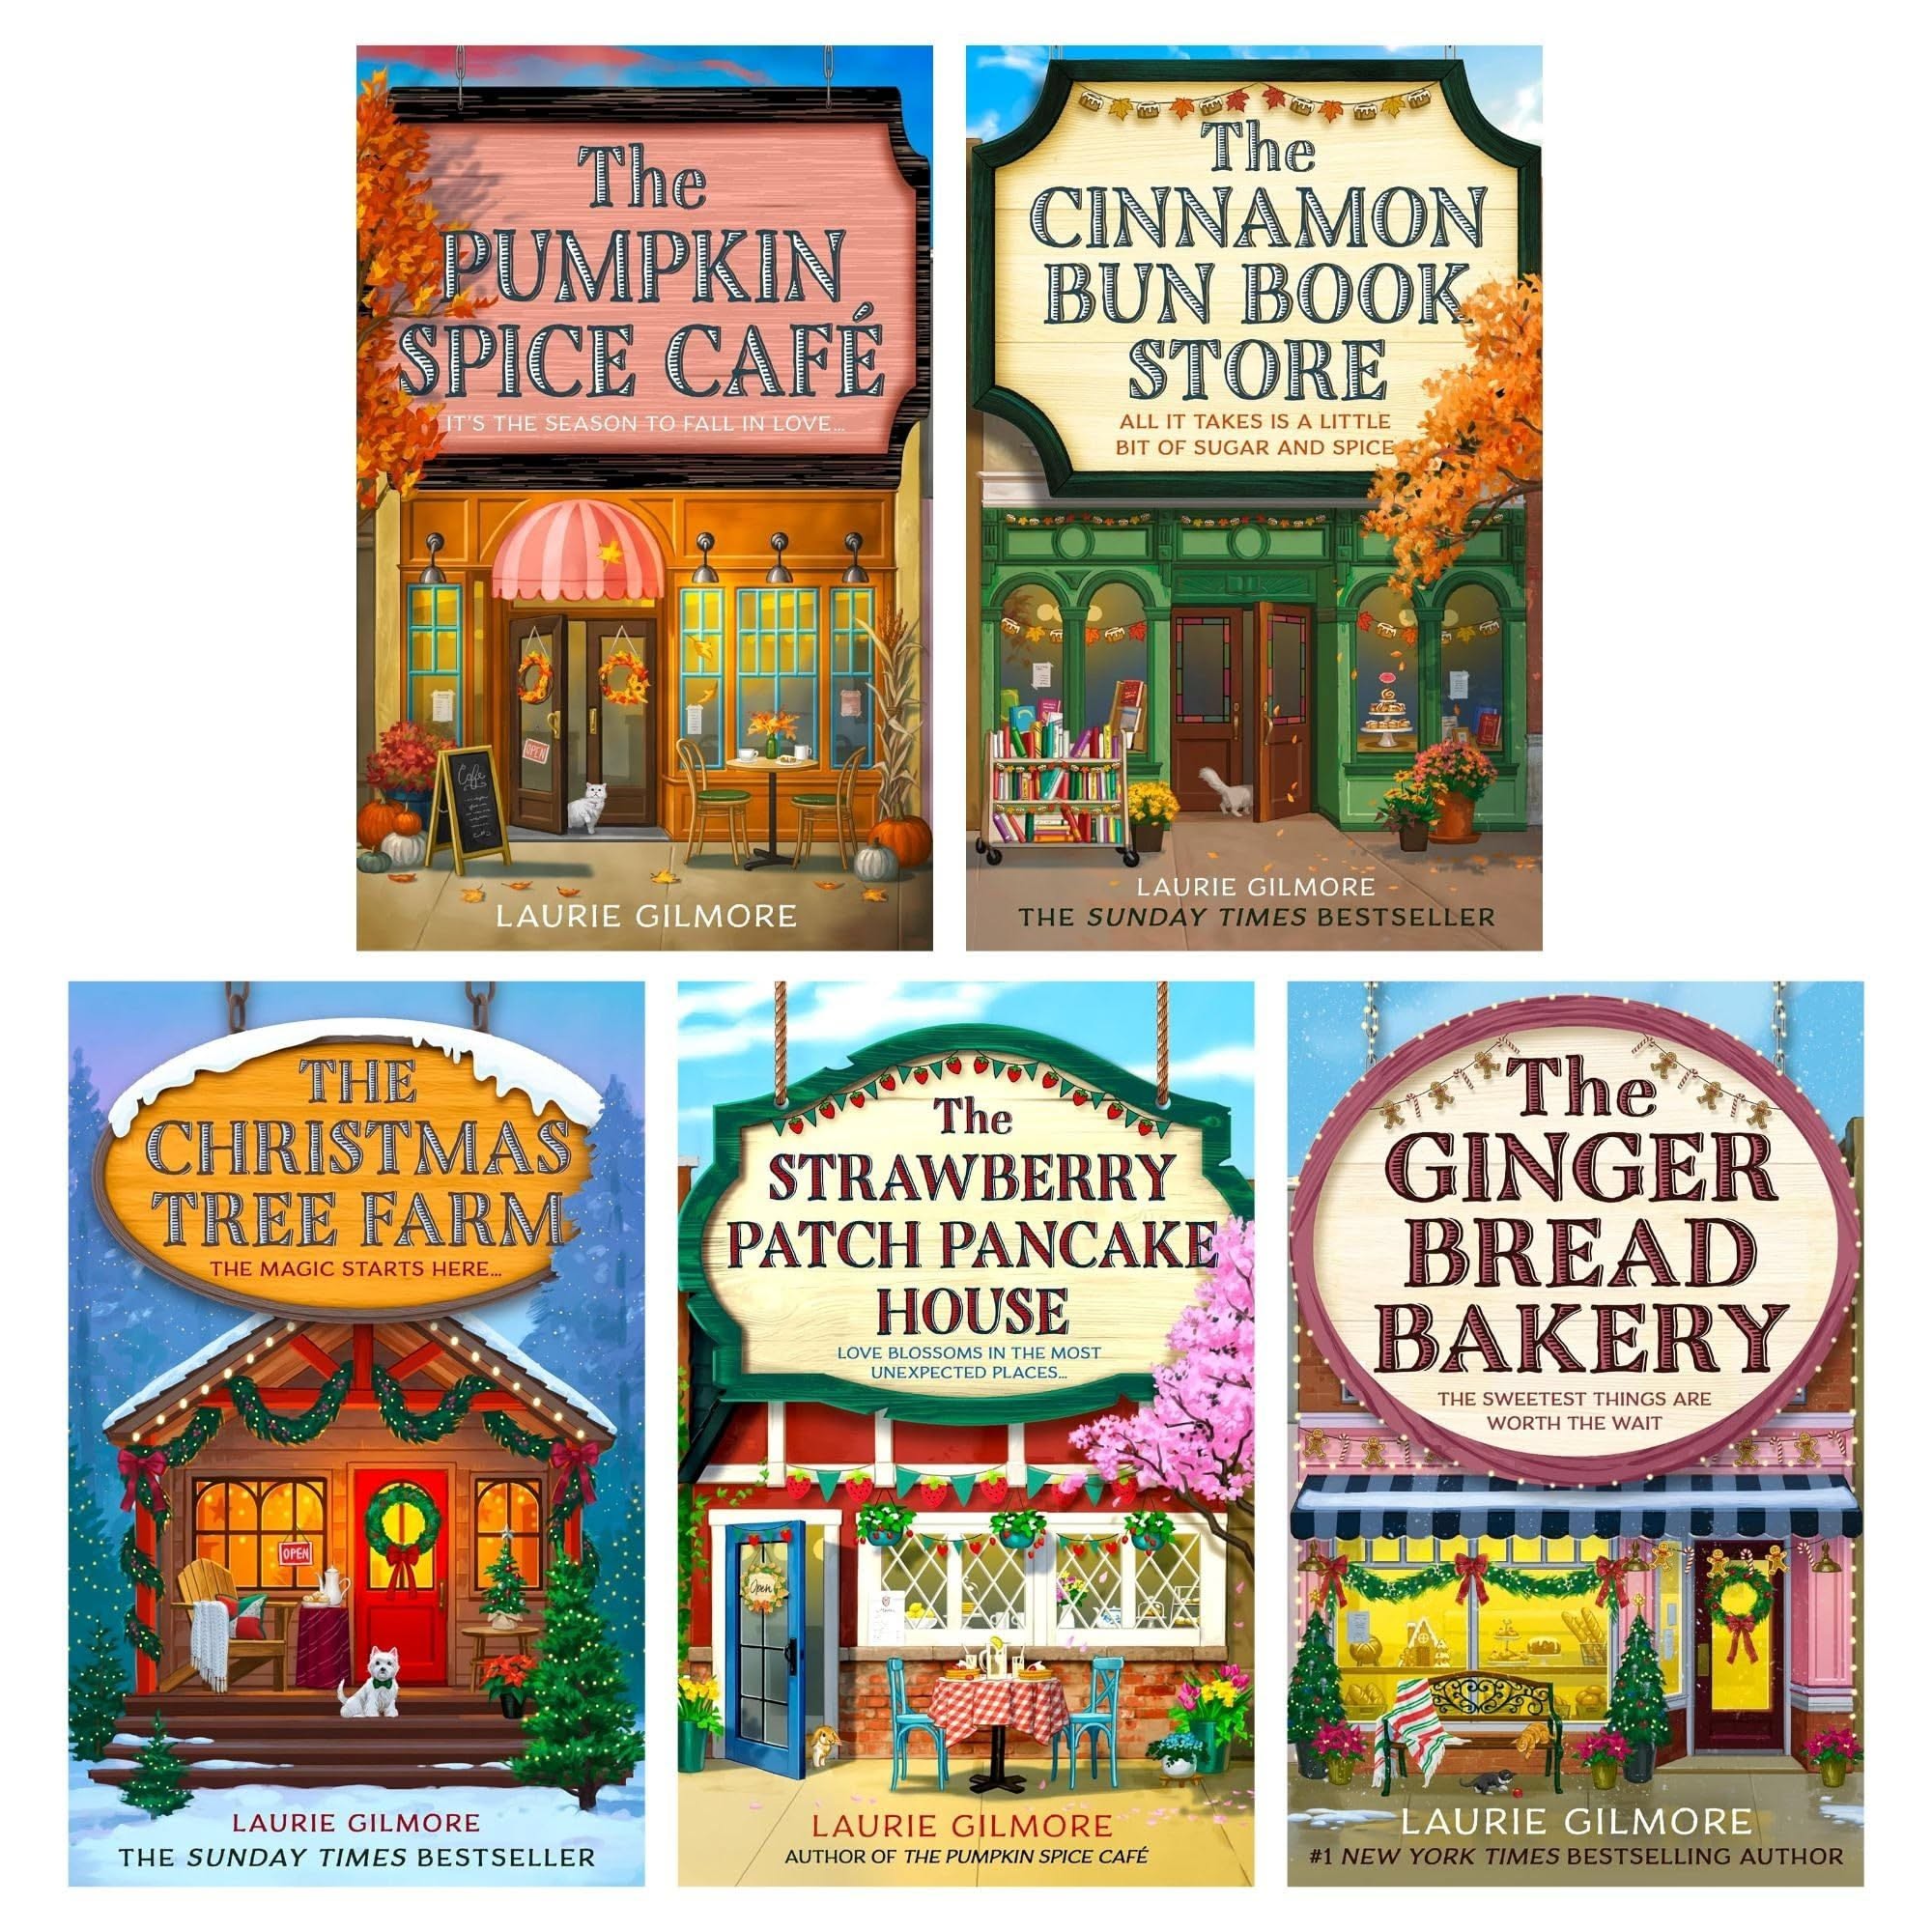 The
PUMPKIN
SPICE CAFÉ
IT'S THE SEASON TO FALL IN LOVE...
OPEN
Cafe
LAURIE GILMORE
The
CINNAMON
BUN BOOK
STORE
ALL IT TAKES IS A LITTLE
BIT OF SUGAR AND SPICE
LAURIE GILMORE
THE SUNDAY TIMES BESTSELLER
THE
CHRISTMAS
TREE FARM
THE MAGIC STARTS HERE...
OPEN
LAURIE GILMORE
THE SUNDAY TIMES BESTSELLER
The
STRAWBERRY
PATCH PANCAKE
HOUSE
LOVE BLOSSOMS IN THE MOST
UNEXPECTED PLACES...
Open
LAURIE GILMORE
AUTHOR OF THE PUMPKIN SPICE CAFÉ
The
GINGER
BREAD
BAKERY
THE SWEETEST THINGS ARE
WORTH THE WAIT
LAURIE GILMORE
#1 NEW YORK TIMES BESTSELLING AUTHOR